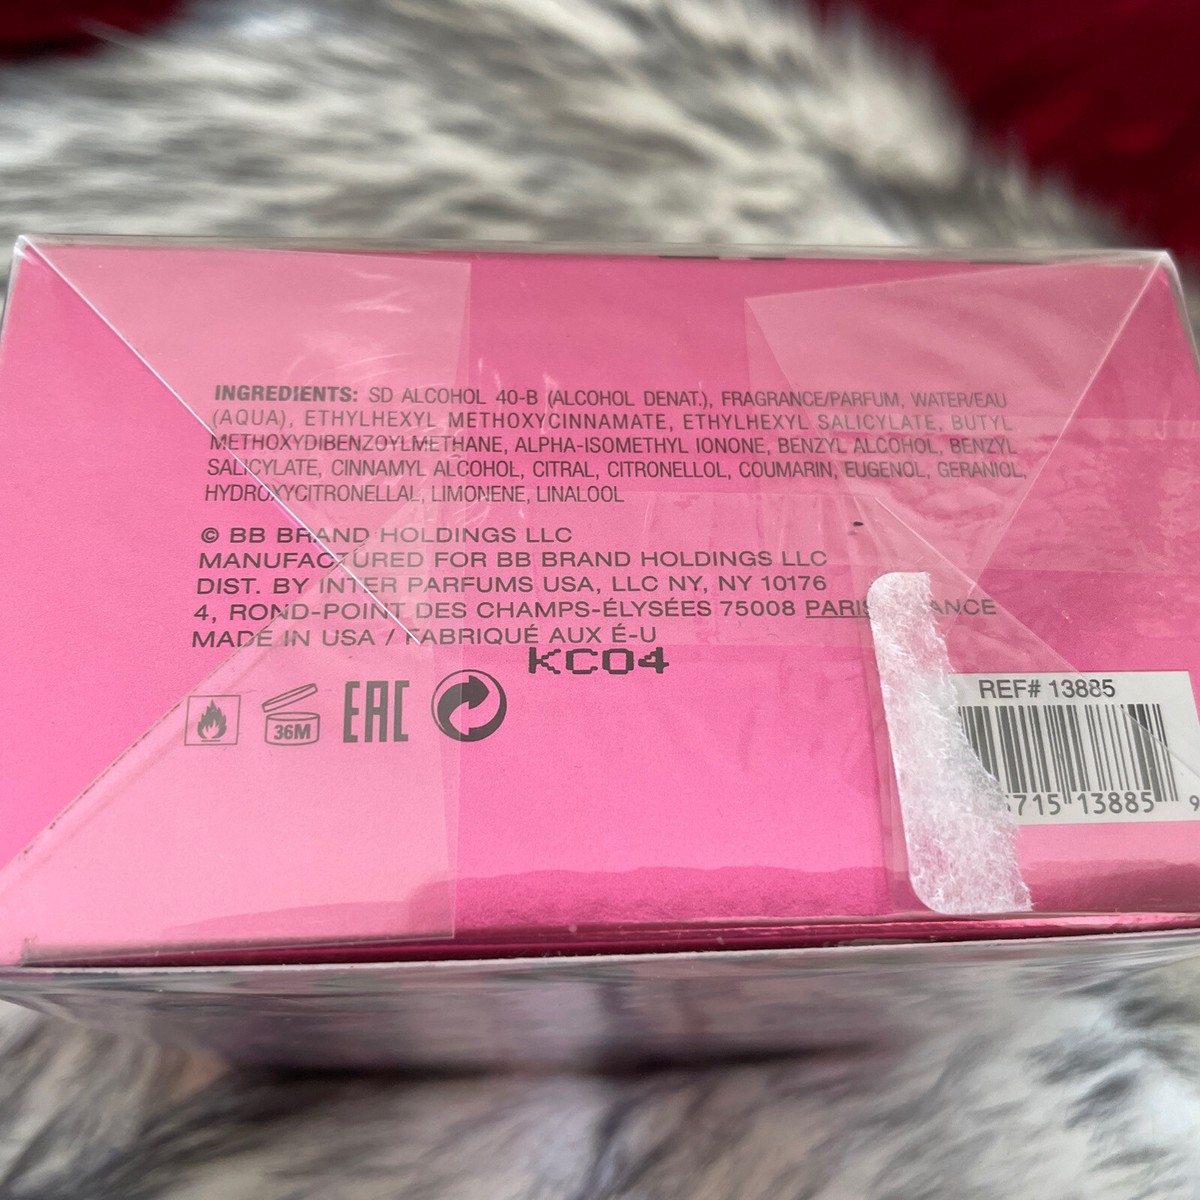 INGREDIENTS: SD ALCOHOL 40-B (ALCOHOL DENAT.), FRAGRANCE/PARFUM, WATER/EAU
(AQUA), ETHYLHEXYL METHOXYCINNAMATE, ETHYLHEXYL SALICYLATE, BUTYL
METHOXYDIBENZOYLMETHANE, ALPHA-ISOMETHYL IONONE, BENZYL ALCOHOL, BENZYL
SALICYLATE, CINNAMYL ALCOHOL, CITRAL, CITRONELLOL, COUMARIN, EUGENOL, GERANIOL,
HYDROXYCITRONELLAL, LIMONENE, LINALOOL
© BB BRAND HOLDINGS LLC
MANUFACTURED FOR BB BRAND HOLDINGS LLC
DIST. BY INTER PARFUMS USA, LLC NY, NY 10176
4, ROND-POINT DES CHAMPS-ÉLYSÉES 75008 PARIS
MADE IN USA / FABRIQUÉ AUX É-U
KC04
36M
EAC
REF# 13885
13885 9